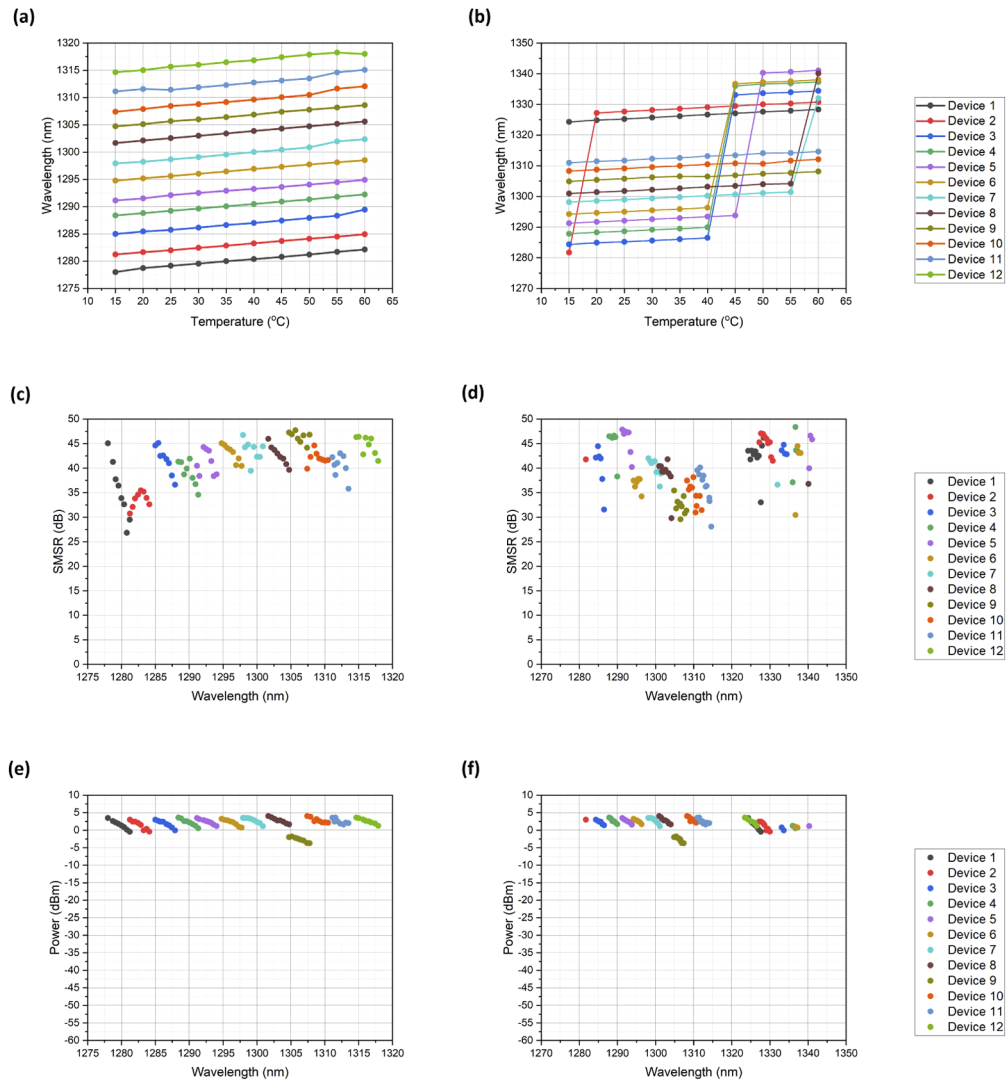 (a)
(b)
1320
1315
1310
1305
1300
1295
1290
1285
1280
1275
10 15 20 25 30 35 40 45 50 55 60 65
Wavelength (nm)
Temperature (°C)
1350
1340
1330
1320
1310
1300
1290
1280
1270
10 15 20 25 30 35 40 45 50 55 60 65
Wavelength (nm)
Temperature (°C)
Device 1
Device 2
Device 3
Device 4
Device 5
Device 6
Device 7
Device 8
Device 9
Device 10
Device 11
Device 12
(c)
(d)
50
45
40
35
30
25
20
15
10
5
0
1275 1280 1285 1290 1295 1300 1305 1310 1315 1320
SMSR (dB)
Wavelength (nm)
50
45
40
35
30
25
20
15
10
5
0
1270 1280 1290 1300 1310 1320 1330 1340 1350
SMSR (dB)
Wavelength (nm)
Device 1
Device 2
Device 3
Device 4
Device 5
Device 6
Device 7
Device 8
Device 9
Device 10
Device 11
Device 12
(e)
(f)
10
5
0
-5
-10
-15
-20
-25
-30
-35
-40
-45
-50
-55
-60
1275 1280 1285 1290 1295 1300 1305 1310 1315 1320
Power (dBm)
Wavelength (nm)
10
5
0
-5
-10
-15
-20
-25
-30
-35
-40
-45
-50
-55
-60
1270 1280 1290 1300 1310 1320 1330 1340 1350
Power (dBm)
Wavelength (nm)
Device 1
Device 2
Device 3
Device 4
Device 5
Device 6
Device 7
Device 8
Device 9
Device 10
Device 11
Device 12